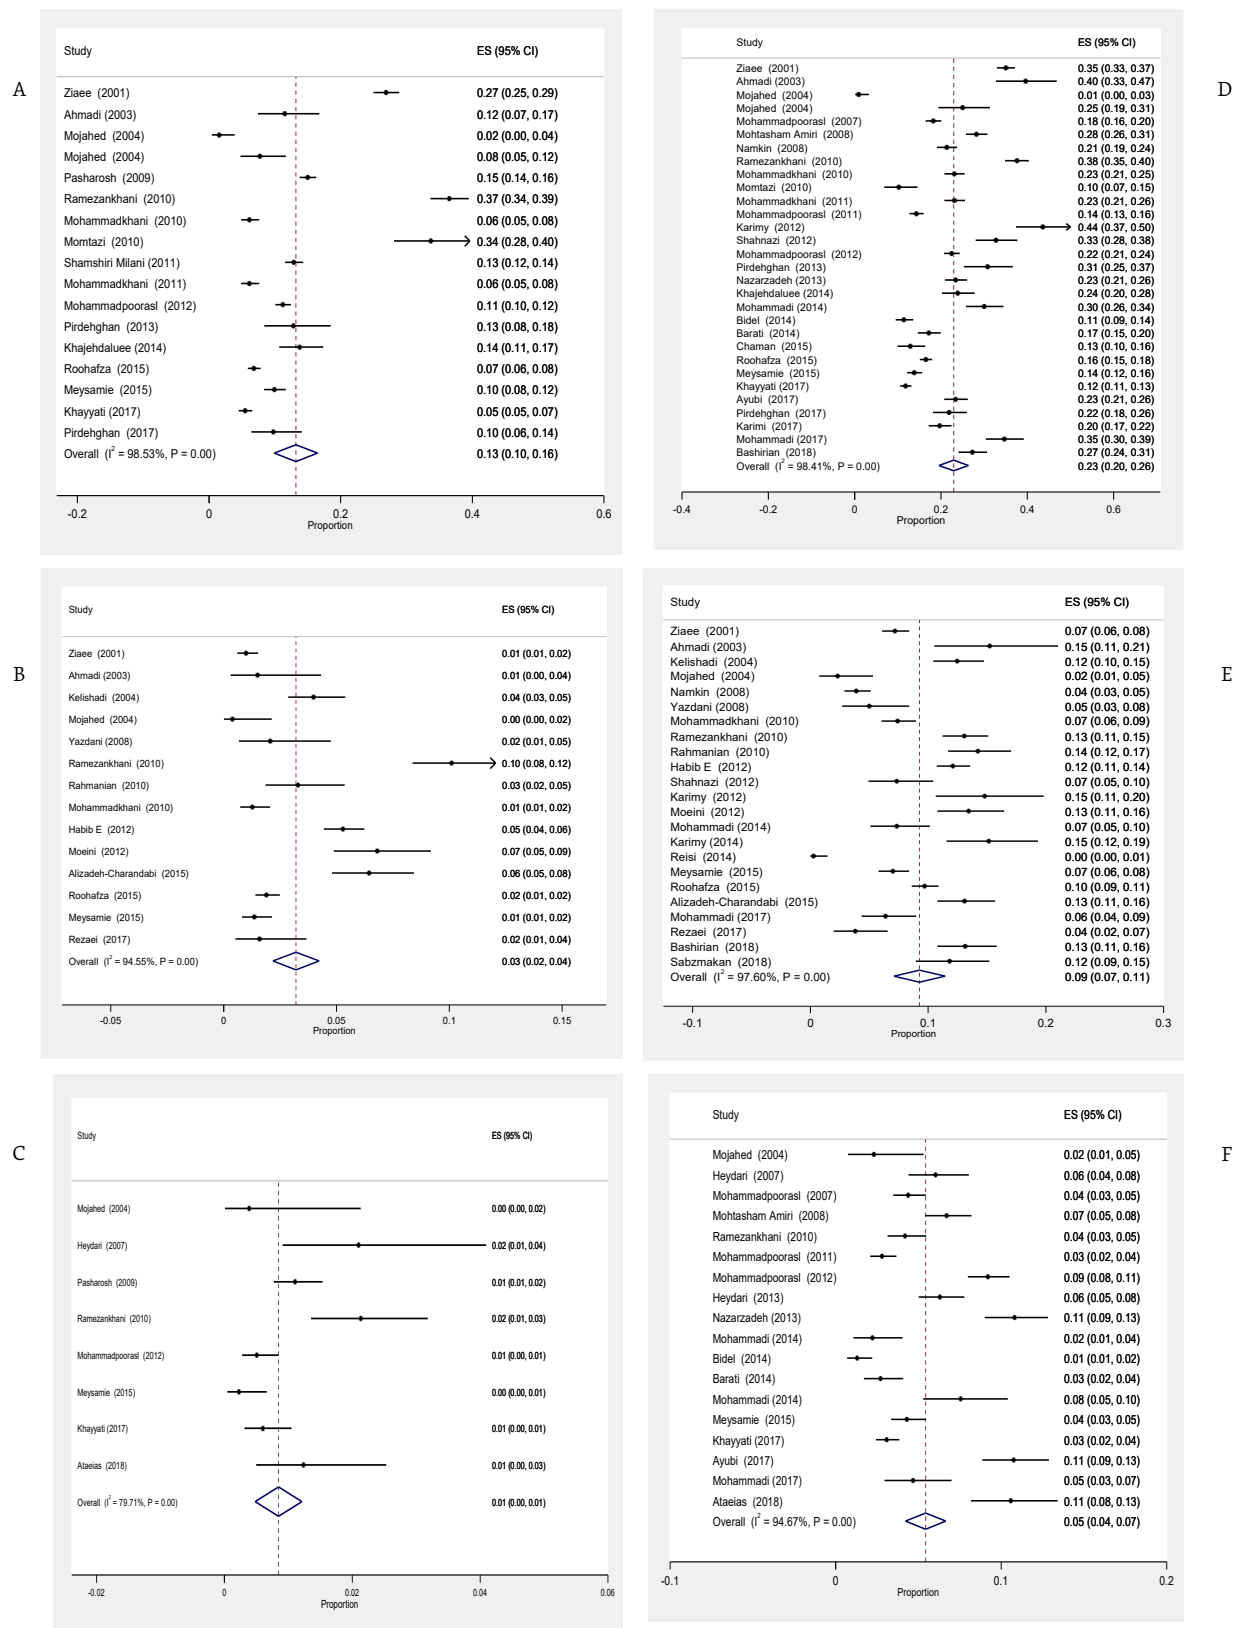 A
Study ES (95% CI)
Ziaee (2001) 0.27 (0.25, 0.29)
Ahmadi (2003) 0.12 (0.07, 0.17)
Mojahed (2004) 0.02 (0.00, 0.04)
Mojahed (2004) 0.08 (0.05, 0.12)
Pasharosh (2009) 0.15 (0.14, 0.16)
Ramezankhani (2010) 0.37 (0.34, 0.39)
Mohammadkhani (2010) 0.06 (0.05, 0.08)
Momtazi (2010) 0.34 (0.28, 0.40)
Shamshiri Milani (2011) 0.13 (0.12, 0.14)
Mohammadkhani (2011) 0.06 (0.05, 0.08)
Mohammadpoorasl (2012) 0.11 (0.10, 0.12)
Pirdehghan (2013) 0.13 (0.08, 0.18)
Khajehdaluee (2014) 0.14 (0.11, 0.17)
Roohafza (2015) 0.07 (0.06, 0.08)
Meysamie (2015) 0.10 (0.08, 0.12)
Khayyati (2017) 0.05 (0.05, 0.07)
Pirdehghan (2017) 0.10 (0.06, 0.14)
Overall (I² = 98.53%, P = 0.00) 0.13 (0.10, 0.16)
-0.2 0 0.2 0.4 0.6
Proportion
D
Study ES (95% CI)
Ziaee (2001) 0.35 (0.33, 0.37)
Ahmadi (2003) 0.40 (0.33, 0.47)
Mojahed (2004) 0.01 (0.00, 0.03)
Mojahed (2004) 0.25 (0.19, 0.31)
Mohammadpoorasl (2007) 0.18 (0.16, 0.20)
Mohtasham Amiri (2008) 0.28 (0.26, 0.31)
Namkin (2008) 0.21 (0.19, 0.24)
Ramezankhani (2010) 0.38 (0.35, 0.40)
Mohammadkhani (2010) 0.23 (0.21, 0.25)
Momtazi (2010) 0.10 (0.07, 0.15)
Mohammadkhani (2011) 0.23 (0.21, 0.26)
Mohammadpoorasl (2011) 0.14 (0.13, 0.16)
Karimy (2012) 0.44 (0.37, 0.50)
Shahnazi (2012) 0.33 (0.28, 0.38)
Mohammadpoorasl (2012) 0.22 (0.21, 0.24)
Pirdehghan (2013) 0.31 (0.25, 0.37)
Nazarzadeh (2013) 0.23 (0.21, 0.26)
Khajehdaluee (2014) 0.24 (0.20, 0.28)
Mohammadi (2014) 0.30 (0.26, 0.34)
Bidel (2014) 0.11 (0.09, 0.14)
Barati (2014) 0.17 (0.15, 0.20)
Chaman (2015) 0.13 (0.10, 0.16)
Roohafza (2015) 0.16 (0.15, 0.18)
Meysamie (2015) 0.14 (0.12, 0.16)
Khayyati (2017) 0.12 (0.11, 0.13)
Ayubi (2017) 0.23 (0.21, 0.26)
Pirdehghan (2017) 0.22 (0.18, 0.26)
Karimi (2017) 0.20 (0.17, 0.22)
Mohammadi (2017) 0.35 (0.30, 0.39)
Bashirian (2018) 0.27 (0.24, 0.31)
Overall (I² = 98.41%, P = 0.00) 0.23 (0.20, 0.26)
-0.4 -0.2 0 0.2 0.4 0.6
Proportion
B
Study ES (95% CI)
Ziaee (2001) 0.01 (0.01, 0.02)
Ahmadi (2003) 0.01 (0.00, 0.04)
Kelishadi (2004) 0.04 (0.03, 0.05)
Mojahed (2004) 0.00 (0.00, 0.02)
Yazdani (2008) 0.02 (0.01, 0.05)
Ramezankhani (2010) 0.10 (0.08, 0.12)
Rahmanian (2010) 0.03 (0.02, 0.05)
Mohammadkhani (2010) 0.01 (0.01, 0.02)
Habib E (2012) 0.05 (0.04, 0.06)
Moeini (2012) 0.07 (0.05, 0.09)
Alizadeh-Charandabi (2015) 0.06 (0.05, 0.08)
Roohafza (2015) 0.02 (0.01, 0.02)
Meysamie (2015) 0.01 (0.01, 0.02)
Rezaei (2017) 0.02 (0.01, 0.04)
Overall (I² = 94.55%, P = 0.00) 0.03 (0.02, 0.04)
-0.05 0 0.05 0.1 0.15
Proportion
E
Study ES (95% CI)
Ziaee (2001) 0.07 (0.06, 0.08)
Ahmadi (2003) 0.15 (0.11, 0.21)
Kelishadi (2004) 0.12 (0.10, 0.15)
Mojahed (2004) 0.02 (0.01, 0.05)
Namkin (2008) 0.04 (0.03, 0.05)
Yazdani (2008) 0.05 (0.03, 0.08)
Mohammadkhani (2010) 0.07 (0.06, 0.09)
Ramezankhani (2010) 0.13 (0.11, 0.15)
Rahmanian (2010) 0.14 (0.12, 0.17)
Habib E (2012) 0.12 (0.11, 0.14)
Shahnazi (2012) 0.07 (0.05, 0.10)
Karimy (2012) 0.15 (0.11, 0.20)
Moeini (2012) 0.13 (0.11, 0.16)
Mohammadi (2014) 0.07 (0.05, 0.10)
Karimy (2014) 0.15 (0.12, 0.19)
Reisi (2014) 0.00 (0.00, 0.01)
Meysamie (2015) 0.07 (0.06, 0.08)
Roohafza (2015) 0.10 (0.09, 0.11)
Alizadeh-Charandabi (2015) 0.13 (0.11, 0.16)
Mohammadi (2017) 0.06 (0.04, 0.09)
Rezaei (2017) 0.04 (0.02, 0.07)
Bashirian (2018) 0.13 (0.11, 0.16)
Sabzmakan (2018) 0.12 (0.09, 0.15)
Overall (I² = 97.60%, P = 0.00) 0.09 (0.07, 0.11)
-0.1 0 0.1 0.2 0.3
Proportion
C
Study ES (95% CI)
Mojahed (2004) 0.00 (0.00, 0.02)
Heydari (2007) 0.02 (0.01, 0.04)
Pasharosh (2009) 0.01 (0.01, 0.02)
Ramezankhani (2010) 0.02 (0.01, 0.03)
Mohammadpoorasl (2012) 0.01 (0.00, 0.01)
Meysamie (2015) 0.00 (0.00, 0.01)
Khayyati (2017) 0.01 (0.00, 0.01)
Ataeias (2018) 0.01 (0.00, 0.03)
Overall (I² = 79.71%, P = 0.00) 0.01 (0.00, 0.01)
-0.02 0 0.02 0.04 0.06
Proportion
F
Study ES (95% CI)
Mojahed (2004) 0.02 (0.01, 0.05)
Heydari (2007) 0.06 (0.04, 0.08)
Mohammadpoorasl (2007) 0.04 (0.03, 0.05)
Mohtasham Amiri (2008) 0.07 (0.05, 0.08)
Ramezankhani (2010) 0.04 (0.03, 0.05)
Mohammadpoorasl (2011) 0.03 (0.02, 0.04)
Mohammadpoorasl (2012) 0.09 (0.08, 0.11)
Heydari (2013) 0.06 (0.05, 0.08)
Nazarzadeh (2013) 0.11 (0.09, 0.13)
Mohammadi (2014) 0.02 (0.01, 0.04)
Bidel (2014) 0.01 (0.01, 0.02)
Barati (2014) 0.03 (0.02, 0.04)
Mohammadi (2014) 0.08 (0.05, 0.10)
Meysamie (2015) 0.04 (0.03, 0.05)
Khayyati (2017) 0.03 (0.02, 0.04)
Ayubi (2017) 0.11 (0.09, 0.13)
Mohammadi (2017) 0.05 (0.03, 0.07)
Ataeias (2018) 0.11 (0.08, 0.13)
Overall (I² = 94.67%, P = 0.00) 0.05 (0.04, 0.07)
-0.1 0 0.1 0.2
Proportion